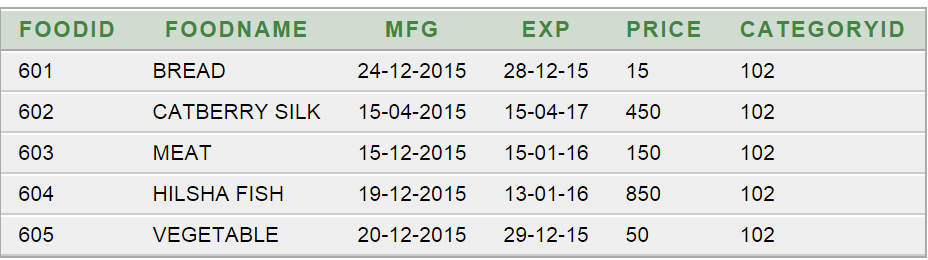 FOODID FOODNAME MFG EXP PRICE CATEGORYID
601 BREAD 24-12-2015 28-12-15 15 102
602 CATBERRY SILK 15-04-2015 15-04-17 450 102
603 MEAT 15-12-2015 15-01-16 150 102
604 HILSHA FISH 19-12-2015 13-01-16 850 102
605 VEGETABLE 20-12-2015 29-12-15 50 102